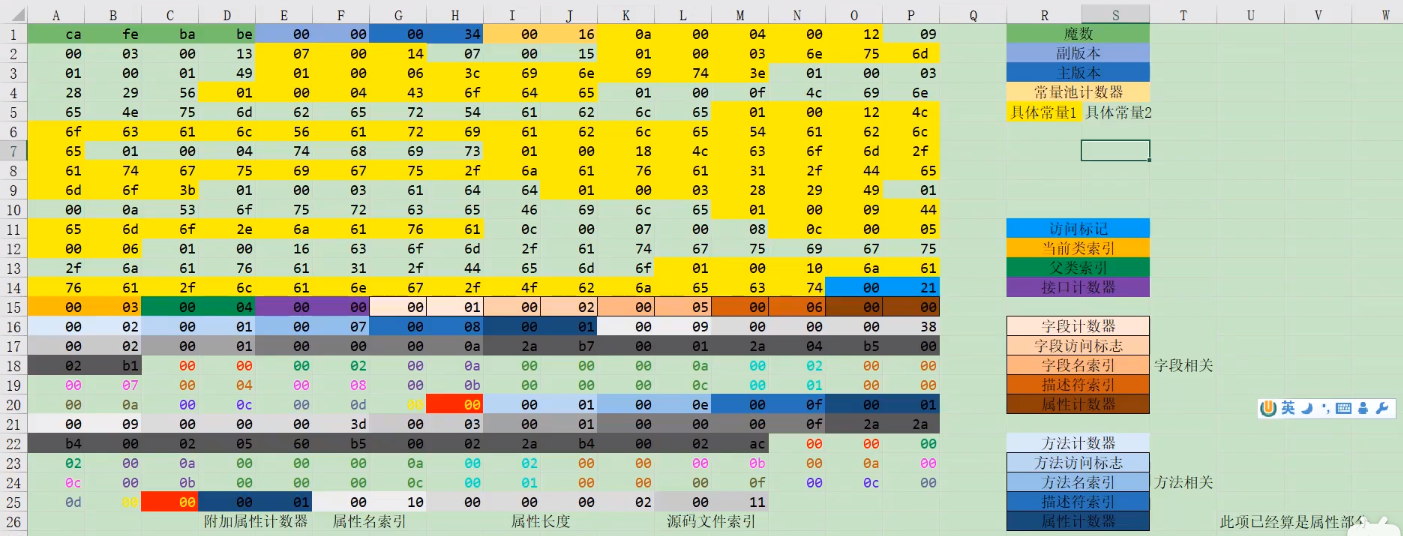 A B C D E F G H I J K L M N O P Q R S T U V W
1 ca fe ba be 00 00 00 34 00 16 0a 00 04 00 12 09 魔数
2 00 03 00 13 07 00 14 07 00 15 01 00 03 6e 75 6d 副版本
3 01 00 01 49 01 00 06 3c 69 6e 69 74 3e 01 00 03 主版本
4 28 29 56 01 00 04 43 6f 64 65 01 00 0f 4c 69 6e 常量池计数器
5 65 4e 75 6d 62 65 72 54 61 62 6c 65 01 00 12 4c 具体常量1 具体常量2
6 6f 63 61 6c 56 61 72 69 61 62 6c 65 54 61 62 6c
7 65 01 00 04 74 68 69 73 01 00 18 4c 63 6f 6d 2f
8 61 74 67 75 69 67 75 2f 6a 61 76 61 31 2f 44 65
9 6d 6f 3b 01 00 03 61 64 64 01 00 03 28 29 49 01
10 00 0a 53 6f 75 72 63 65 46 69 6c 65 01 00 09 44
11 65 6d 6f 2e 6a 61 76 61 0c 00 07 00 08 0c 00 05 访问标记
12 00 06 01 00 16 63 6f 6d 2f 61 74 67 75 69 67 75 当前类索引
13 2f 6a 61 76 61 31 2f 44 65 6d 6f 01 00 10 6a 61 父类索引
14 76 61 2f 6c 61 6e 67 2f 4f 62 6a 65 63 74 00 21 接口计数器
15 00 03 00 04 00 00 00 01 00 02 00 05 00 06 00 00
16 00 02 00 01 00 07 00 08 00 01 00 09 00 00 00 38 字段计数器
17 00 02 00 01 00 00 00 0a 2a b7 00 01 2a 04 b5 00 字段访问标志
18 02 b1 00 00 00 02 00 0a 00 00 00 0a 00 02 00 00 字段名索引 字段相关
19 00 07 00 04 00 08 00 0b 00 00 00 0c 00 01 00 00 描述符索引
20 00 0a 00 0c 00 0d 00 00 00 01 00 0e 00 0f 00 01 属性计数器
21 00 09 00 00 00 3d 00 03 00 01 00 00 00 0f 2a 2a
22 b4 00 02 05 60 b5 00 02 2a b4 00 02 ac 00 00 00 方法计数器
23 02 00 0a 00 00 00 0a 00 02 00 00 00 0b 00 0a 00 方法访问标志
24 0c 00 0b 00 00 00 0c 00 01 00 00 00 0f 00 0c 00 方法名索引 方法相关
25 0d 00 00 00 01 00 10 00 00 00 02 00 11 描述符索引
26 附加属性计数器 属性名索引 属性长度 源码文件索引 属性计数器 此项已经算是属性部分
英